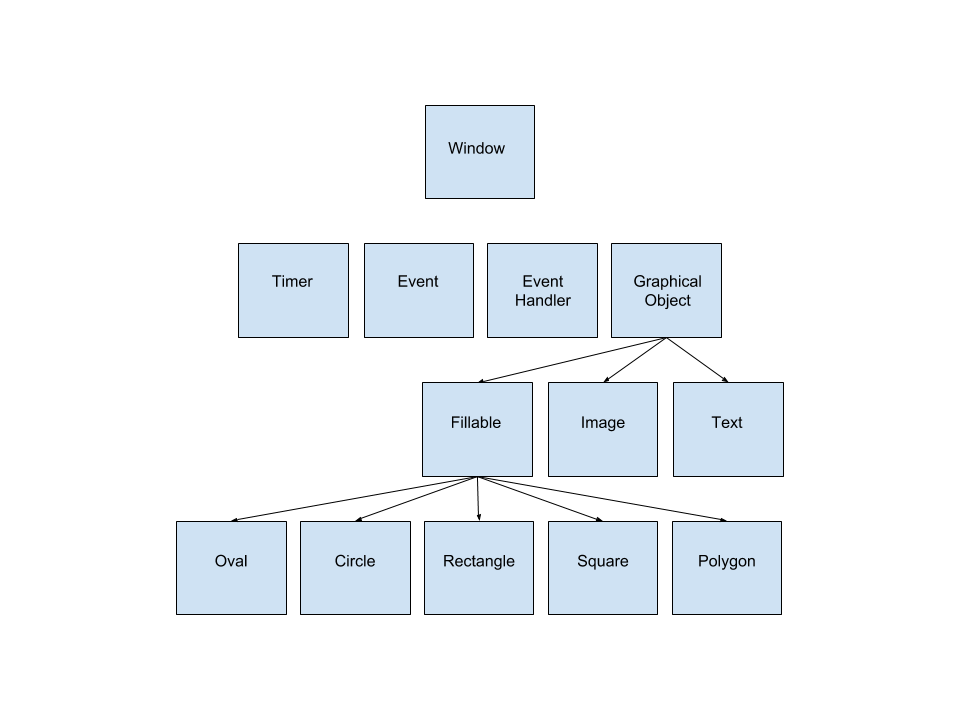 Window
Timer
Event
Event
Handler
Graphical
Object
Fillable
Image
Text
Oval
Circle
Rectangle
Square
Polygon